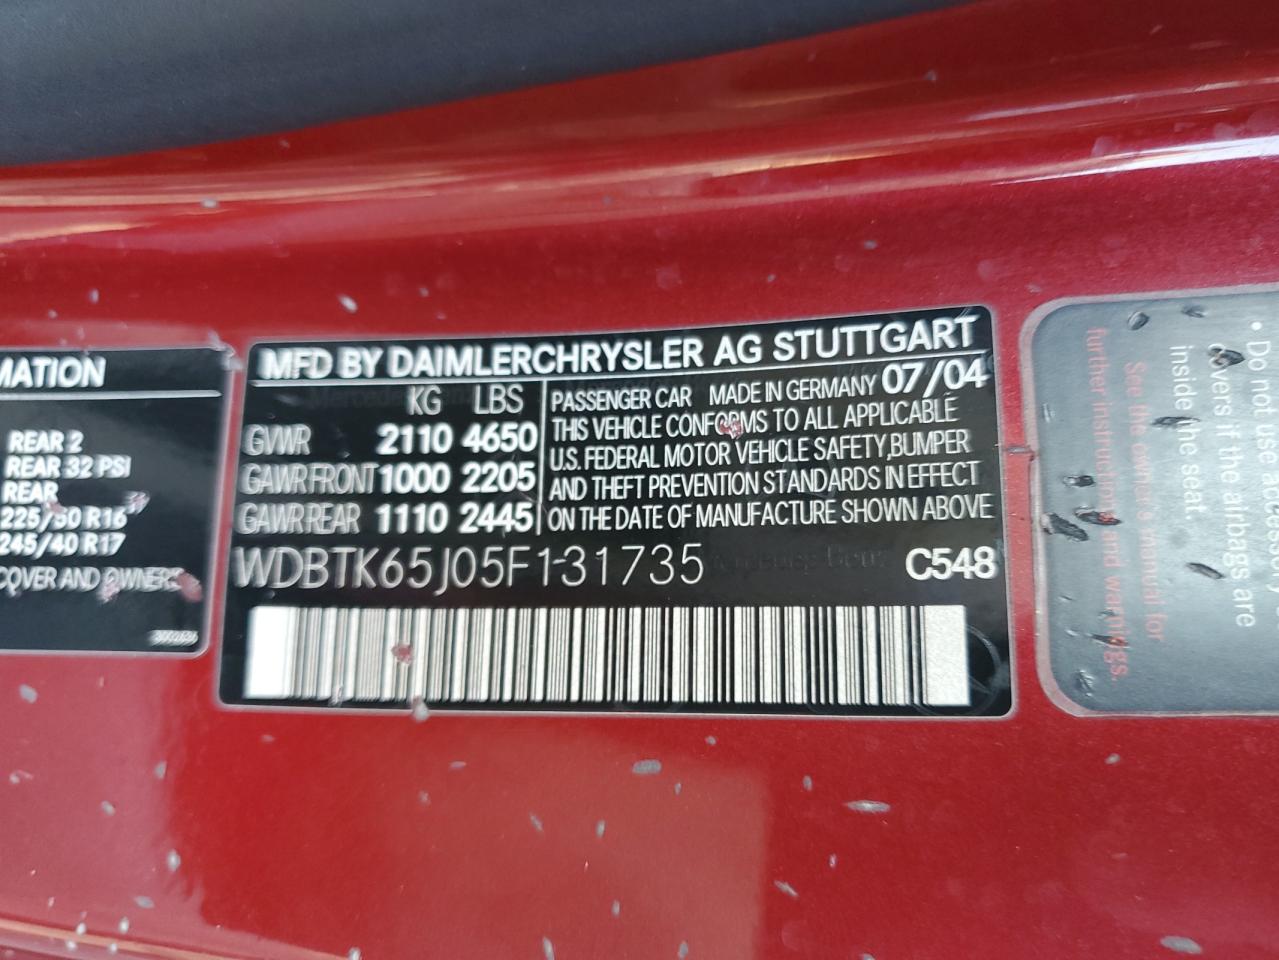 MATION
REAR 2
REAR 32 PSI
REAR
225/50 R16
245/40 R17
COVER AND OWNERS
MFD BY DAIMLERCHRYSLER AG STUTTGART
KG LBS
GVWR 2110 4650
GAWR FRONT 1000 2205
GAWR REAR 1110 2445
PASSENGER CAR MADE IN GERMANY 07/04
THIS VEHICLE CONFORMS TO ALL APPLICABLE
U.S. FEDERAL MOTOR VEHICLE SAFETY, BUMPER
AND THEFT PREVENTION STANDARDS IN EFFECT
ON THE DATE OF MANUFACTURE SHOWN ABOVE
WDBTK65J05F131735 C548
• Do not use accessory
covers if the airbags are
inside the seat.
See the owner's manual for
further instructions and warnings.